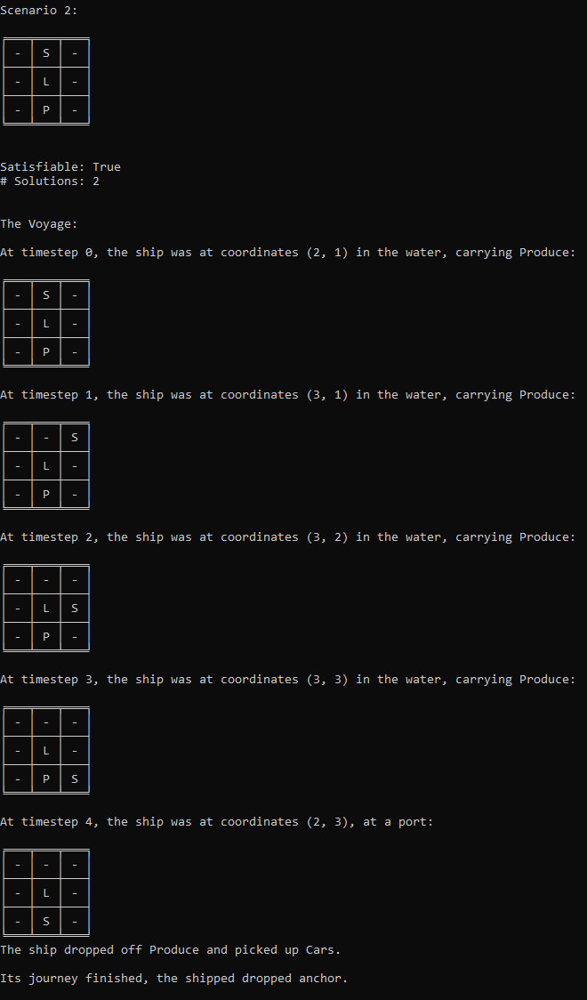 Scenario 2:
- S -
- L -
- P -
Satisfiable: True
# Solutions: 2
The Voyage:
At timestep 0, the ship was at coordinates (2, 1) in the water, carrying Produce:
- S -
- L -
- P -
At timestep 1, the ship was at coordinates (3, 1) in the water, carrying Produce:
- - S
- L -
- P -
At timestep 2, the ship was at coordinates (3, 2) in the water, carrying Produce:
- - -
- L S
- P -
At timestep 3, the ship was at coordinates (3, 3) in the water, carrying Produce:
- - -
- L -
- P S
At timestep 4, the ship was at coordinates (2, 3), at a port:
- - -
- L -
- S -
The ship dropped off Produce and picked up Cars.
Its journey finished, the shipped dropped anchor.